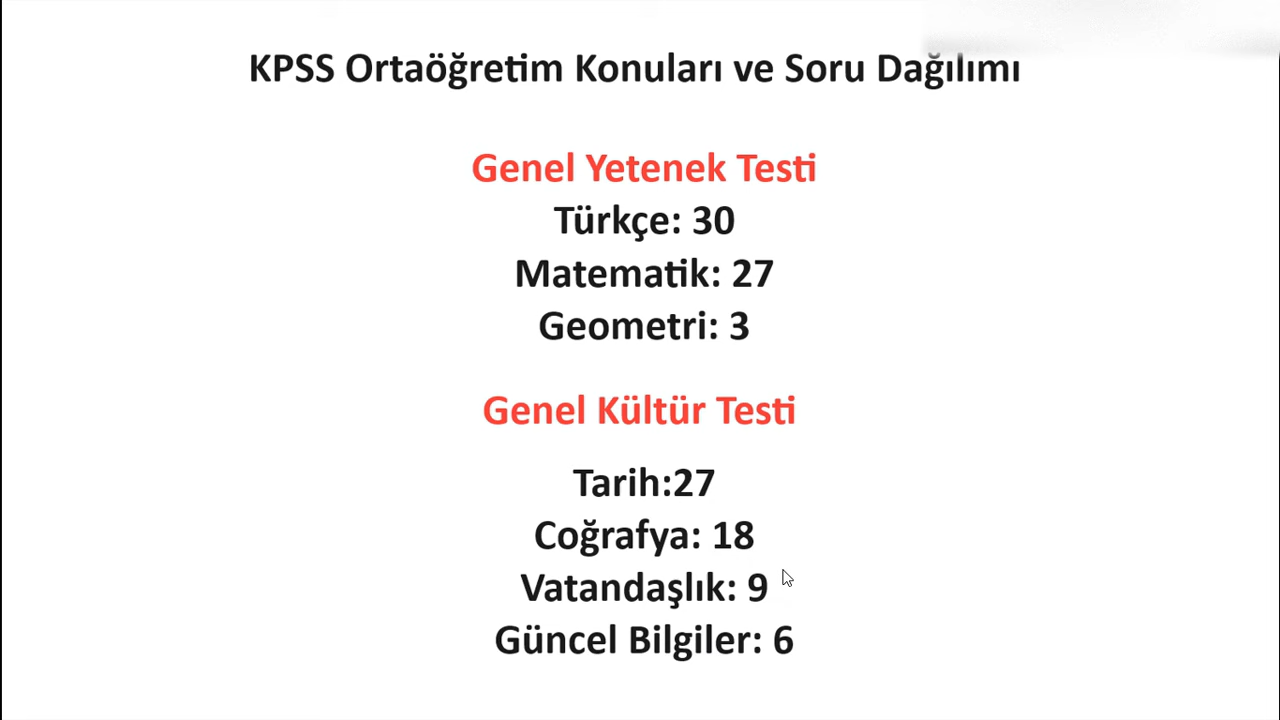 KPSS Ortaöğretim Konuları ve Soru Dağılımı
Genel Yetenek Testi
Türkçe: 30
Matematik: 27
Geometri: 3
Genel Kültür Testi
Tarih:27
Coğrafya: 18
Vatandaşlık: 9
Güncel Bilgiler: 6